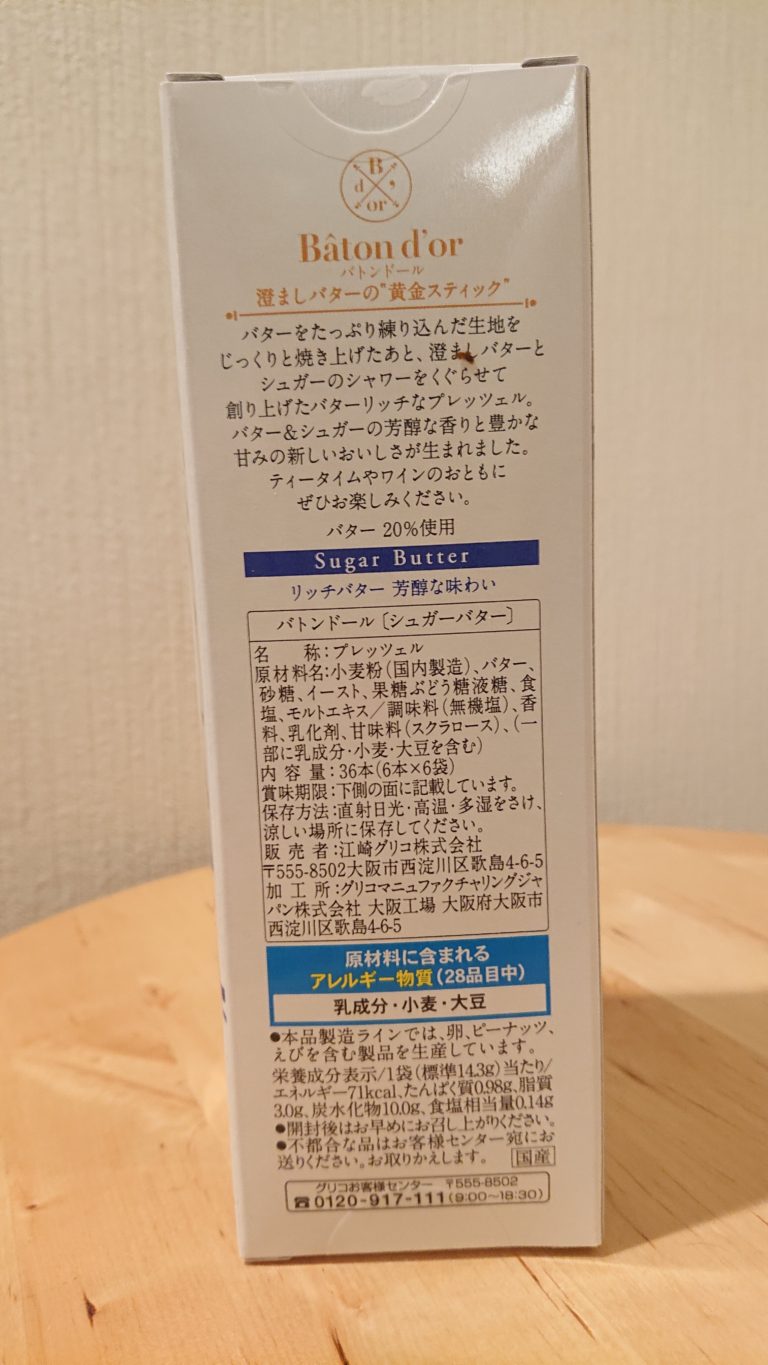 B
d ,
or
Bâton d'or
バトンドール
澄ましバターの"黄金スティック"
バターをたっぷり練り込んだ生地を
じっくりと焼き上げたあと、澄ましバターと
シュガーのシャワーをくぐらせて
創り上げたバターリッチなプレッツェル。
バター&シュガーの芳醇な香りと豊かな
甘みの新しいおいしさが生まれました。
ティータイムやワインのおともに
ぜひお楽しみください。
バター 20%使用
Sugar Butter
リッチバター 芳醇な味わい
バトンドール〔シュガーバター〕
名 称:プレッツェル
原材料名:小麦粉(国内製造)、バター、
砂糖、イースト、果糖ぶどう糖液糖、食
塩、モルトエキス/調味料(無機塩)、香
料、乳化剤、甘味料(スクラロース)、(一
部に乳成分・小麦・大豆を含む)
内 容 量:36本(6本×6袋)
賞味期限:下側の面に記載しています。
保存方法:直射日光・高温・多湿をさけ、
涼しい場所に保存してください。
販 売 者:江崎グリコ株式会社
〒555-8502大阪市西淀川区歌島4-6-5
加 工 所:グリコマニュファクチャリングジャ
パン株式会社 大阪工場 大阪府大阪市
西淀川区歌島4-6-5
原材料に含まれる
アレルギー物質(28品目中)
乳成分・小麦・大豆
●本品製造ラインでは、卵、ピーナッツ、
えびを含む製品を生産しています。
栄養成分表示/1袋(標準14.3g)当たり/
エネルギー71kcal、たんぱく質0.98g、脂質
3.0g、炭水化物10.0g、食塩相当量0.14g
●開封後はお早めにお召し上がりください。
●不都合な品はお客様センター宛にお
送りください。お取りかえします。 国産
グリコお客様センター 〒555-8502
☎0120-917-111(9:00~18:30)